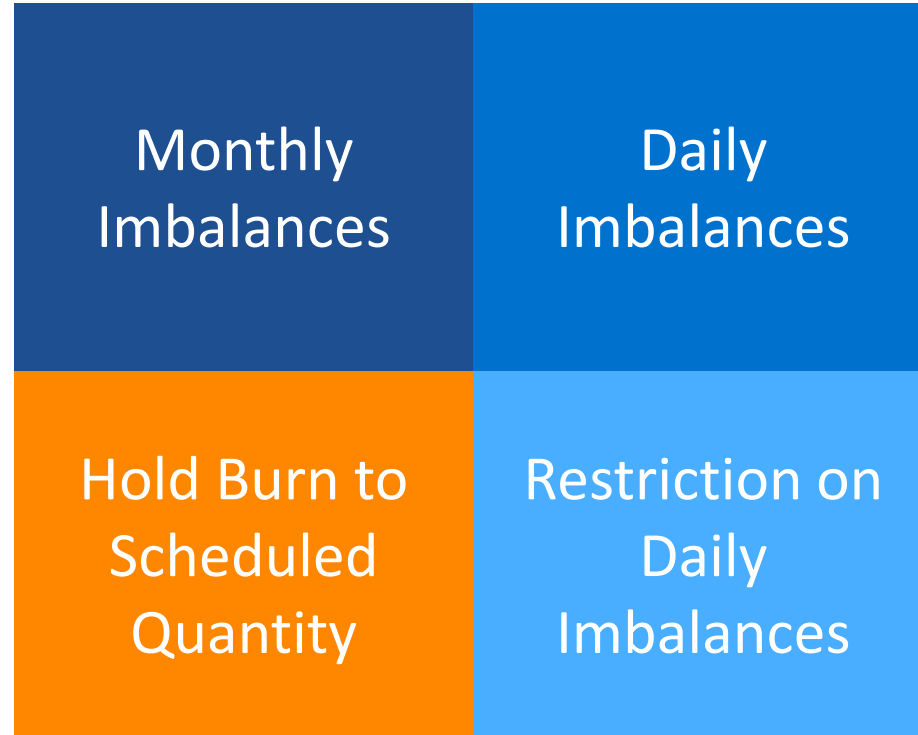 Monthly
Imbalances
Daily
Imbalances
Hold Burn to
Scheduled
Quantity
Restriction on
Daily
Imbalances